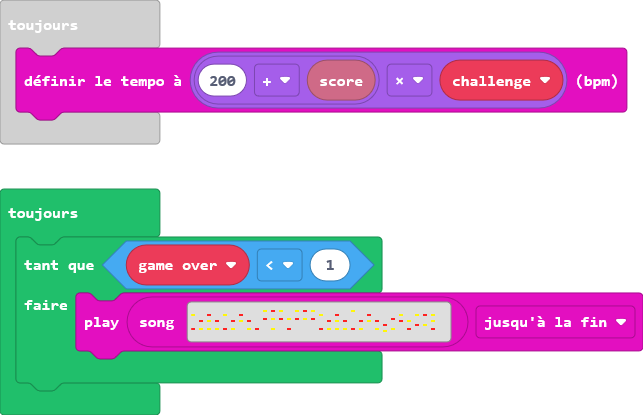 toujours
définir le tempo à 200 + score × challenge (bpm)
toujours
tant que game over < 1
faire
play song jusqu'à la fin